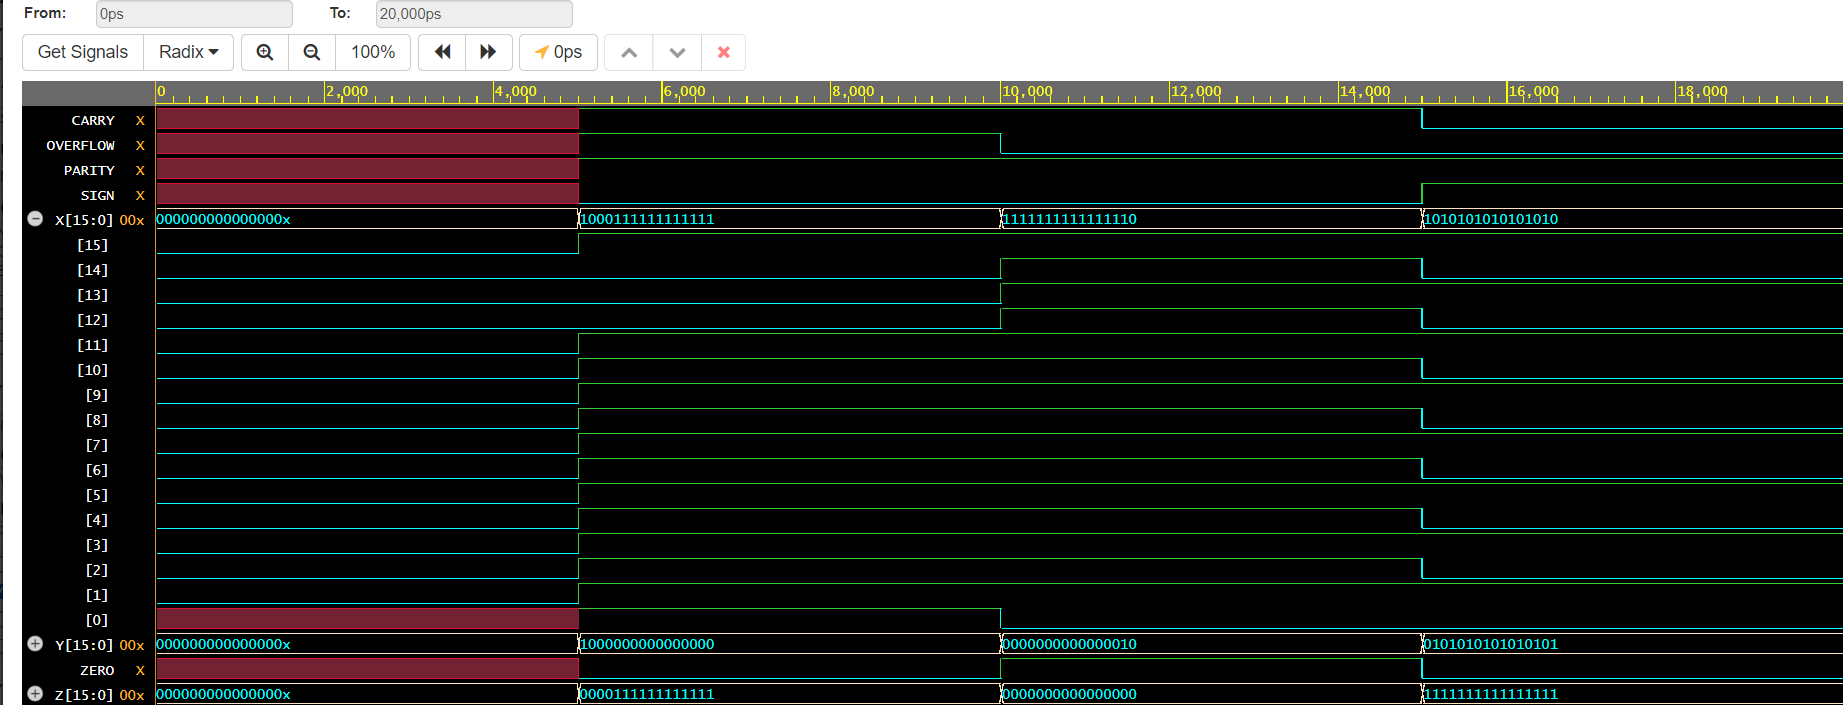 From: 0ps To: 20,000ps
Get Signals Radix 100% 0ps
0 2,000 4,000 6,000 8,000 10,000 12,000 14,000 16,000 18,000
CARRY X
OVERFLOW X
PARITY X
SIGN X
X[15:0] 00x 000000000000000x 1000111111111111 1111111111111110 1010101010101010
[15]
[14]
[13]
[12]
[11]
[10]
[9]
[8]
[7]
[6]
[5]
[4]
[3]
[2]
[1]
[0]
Y[15:0] 00x 000000000000000x 1000000000000000 0000000000000010 0101010101010101
ZERO X
Z[15:0] 00x 000000000000000x 0000111111111111 0000000000000000 1111111111111111